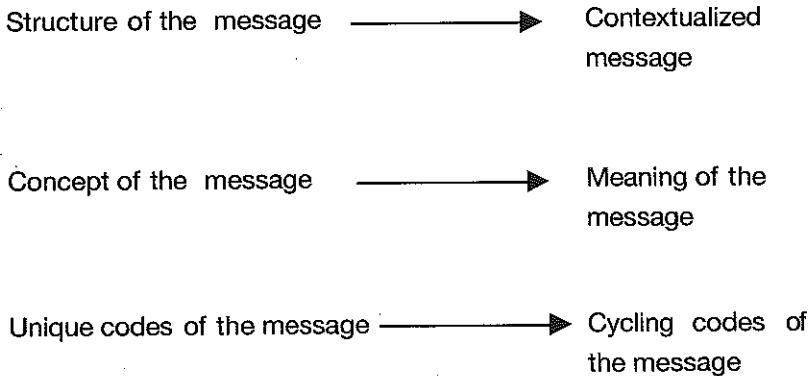 Structure of the message
Contextualized
message
Concept of the message
Meaning of the
message
Unique codes of the message
Cycling codes of
the message